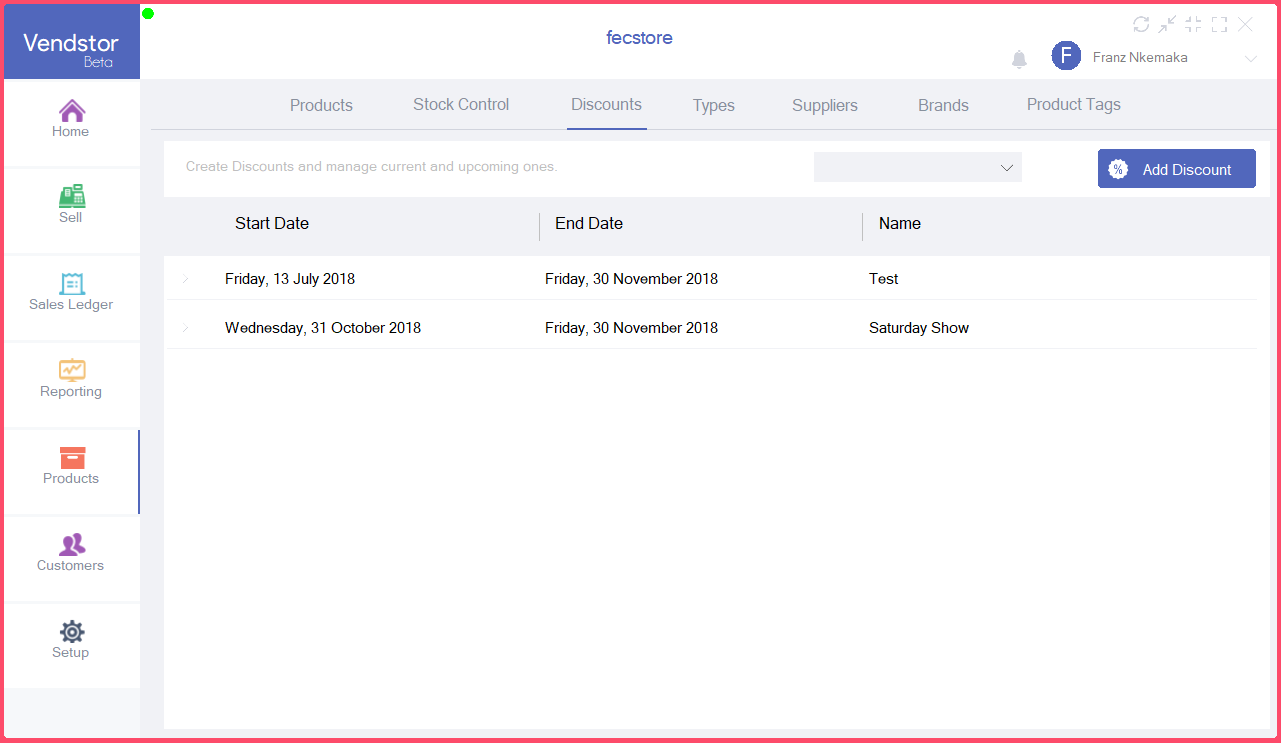 Vendstor
Beta
fecstore
F
Franz Nkemaka
Home
Sell
Sales Ledger
Reporting
Products
Customers
Setup
Products
Stock Control
Discounts
Types
Suppliers
Brands
Product Tags
Create Discounts and manage current and upcoming ones.
% Add Discount
Start Date
End Date
Name
Friday, 13 July 2018
Friday, 30 November 2018
Test
Wednesday, 31 October 2018
Friday, 30 November 2018
Saturday Show